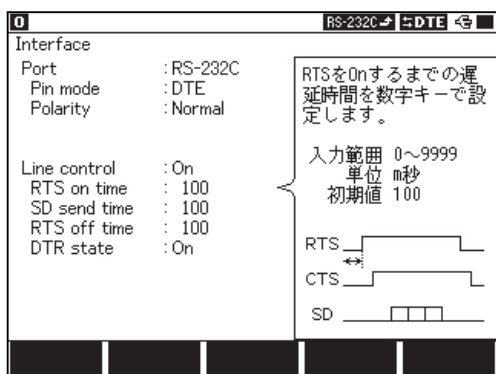 0 RS-232C DTE
Interface
Port :RS-232C
Pin mode :DTE
Polarity :Normal
Line control :On
RTS on time : 100
SD send time : 100
RTS off time : 100
DTR state :On
RTSをOnするまでの遅
延時間を数字キーで設
定します。
入力範囲 0～9999
単位 m秒
初期値 100
RTS
CTS
SD